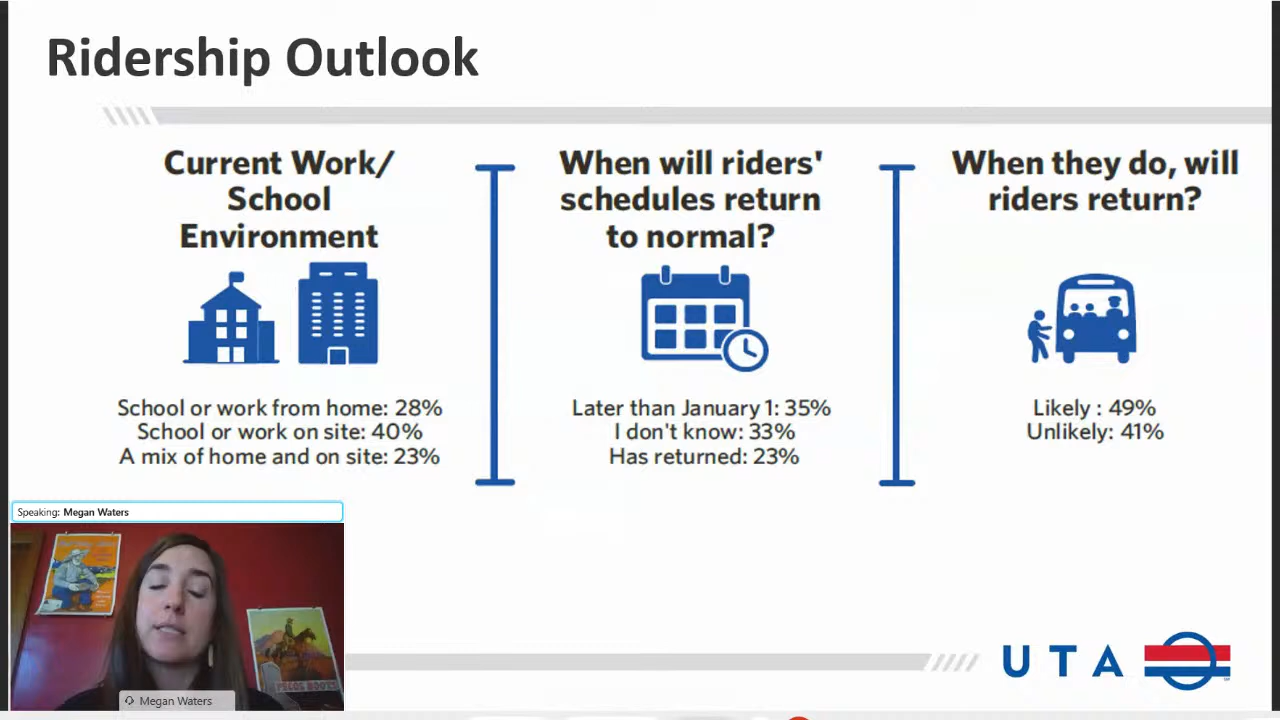 Ridership Outlook
Current Work/
School
Environment
School or work from home: 28%
School or work on site: 40%
A mix of home and on site: 23%
When will riders'
schedules return
to normal?
Later than January 1: 35%
I don't know: 33%
Has returned: 23%
When they do, will
riders return?
Likely : 49%
Unlikely: 41%
Speaking: Megan Waters
PECOS BOOTS
Megan Waters
UTA